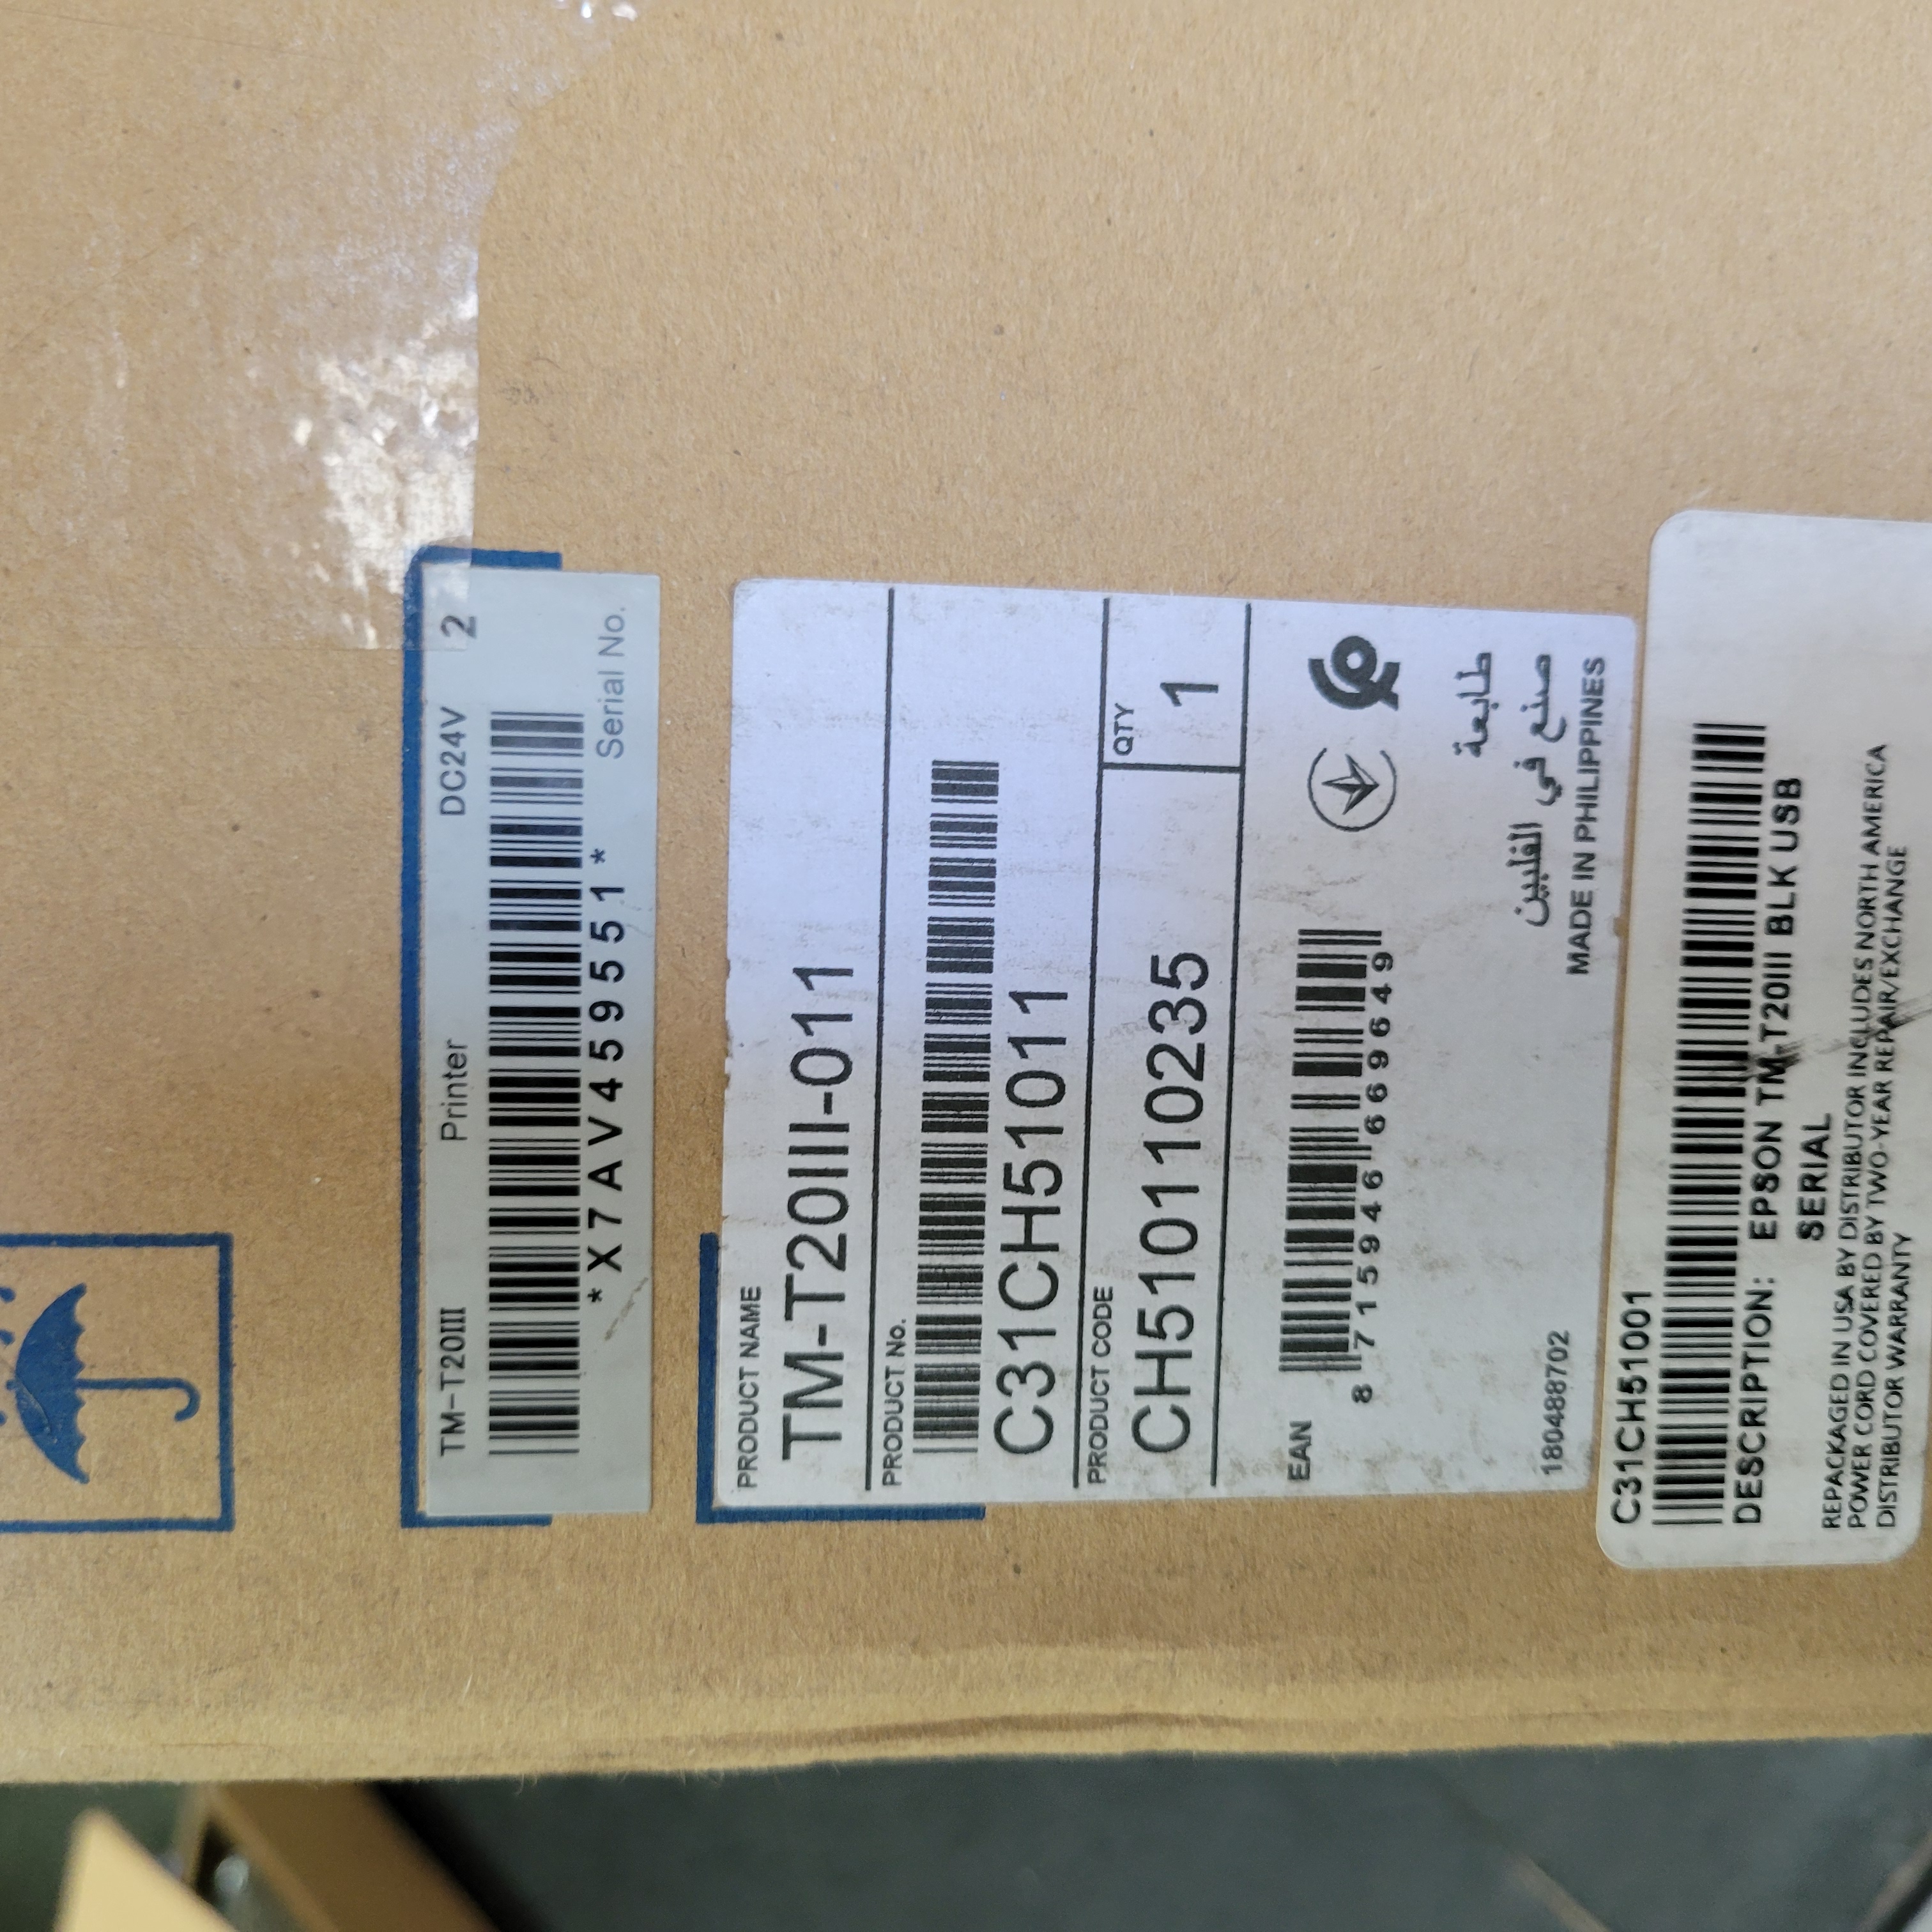 TM-T20III Printer DC24V 2
*X7AV459551*
Serial No.
PRODUCT NAME
TM-T20III-011
PRODUCT No.
C31CH51011
PRODUCT CODE
CH510110235
QTY
1
EAN
8 715946 669649
طابعة
صنع في الفلبين
180488702
MADE IN PHILIPPINES
C31CH51001
DESCRIPTION: EPSON TM-T20III BLK USB
SERIAL
REPACKAGED IN USA BY DISTRIBUTOR INCLUDES NORTH AMERICA
POWER CORD COVERED BY TWO-YEAR REPAIR/EXCHANGE
DISTRIBUTOR WARRANTY